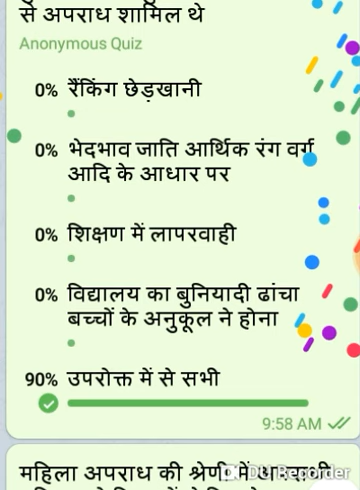 से अपराध शामिल थे
Anonymous Quiz
0% रैंकिंग छेड़खानी
0% भेदभाव जाति आर्थिक रंग वर्ग
आदि के आधार पर
0% शिक्षण में लापरवाही
0% विद्यालय का बुनियादी ढांचा
बच्चों के अनुकूल ने होना
90% उपरोक्त में से सभी
9:58 AM
महिला अपराध की श्रेणी में
DU Recorder